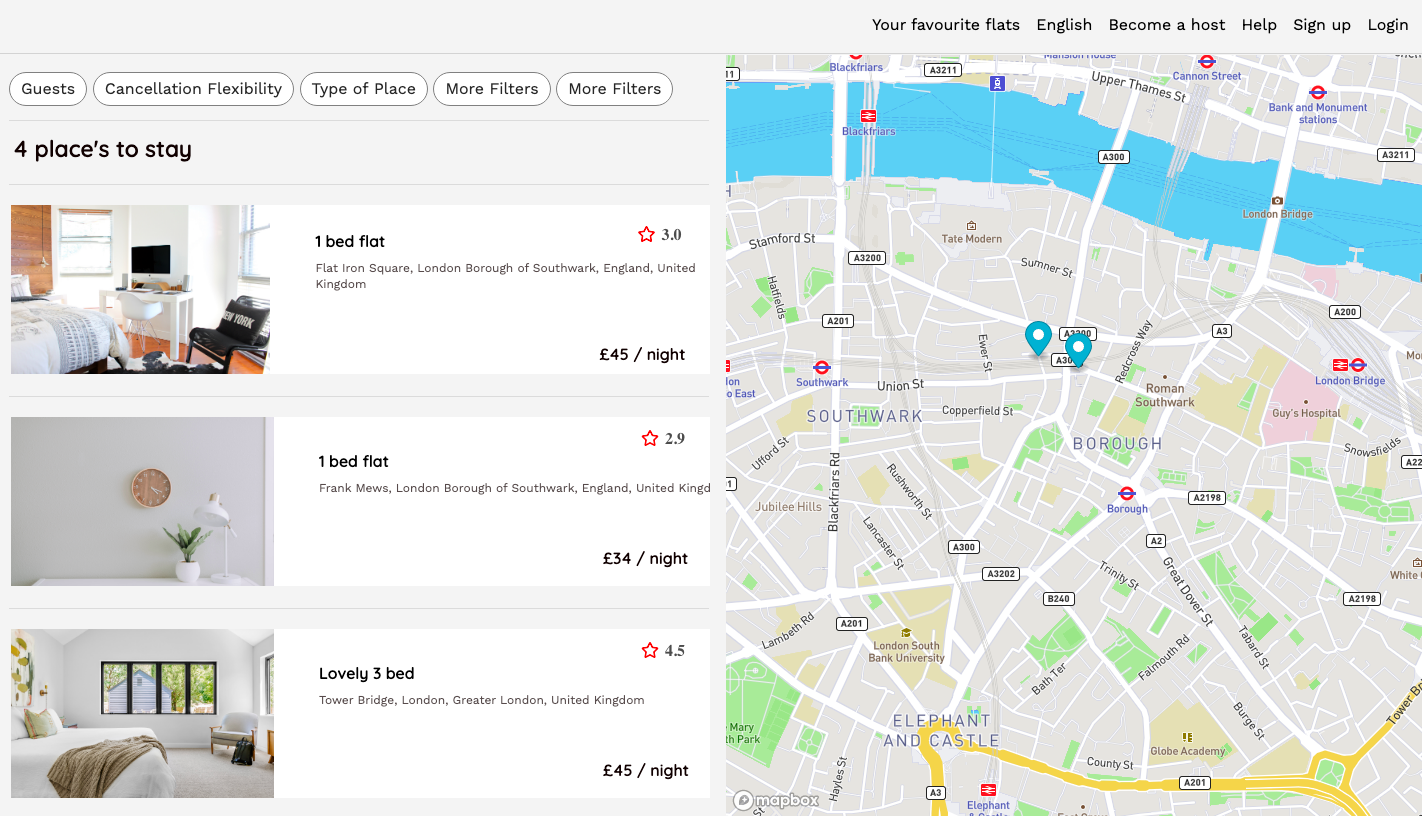 Your favourite flats English Become a host Help Sign up Login
Guests Cancellation Flexibility Type of Place More Filters More Filters
4 place's to stay
1 bed flat
3.0
Flat Iron Square, London Borough of Southwark, England, United
Kingdom
NEW YORK
£45 / night
1 bed flat
2.9
Frank Mews, London Borough of Southwark, England, United Kingd
£34 / night
Lovely 3 bed
4.5
Tower Bridge, London, Greater London, United Kingdom
£45 / night
Mansion House
Blackfriars
A3211
Cannon Street
Upper Thames St
Bank and Monument
stations
Blackfriars
A300
A3211
London Bridge
Tate Modern
Stamford St
A3200
Sumner St
Hatfields
A201
A200
A3
Ewer St
Redcross Way
A3200
Southwark
London Bridge
Union St
Roman
Southwark
Copperfield St
Guy's Hospital
SOUTHWARK
BOROUGH
Ufford St
Snowsfields
Blackfriars Rd
Rushworth St
Borough
A2198
Jubilee Hills
Lancaster St
A300
A2
A3202
Trinity St
Great Dover St
B240
A2198
A201
Lambeth Rd
London South
Bank University
Falmouth Rd
Tabard St
Bath Ter
Burge St
ELEPHANT
AND CASTLE
Globe Academy
County St
Hayles St
A201
A3
Elephant
mapbox